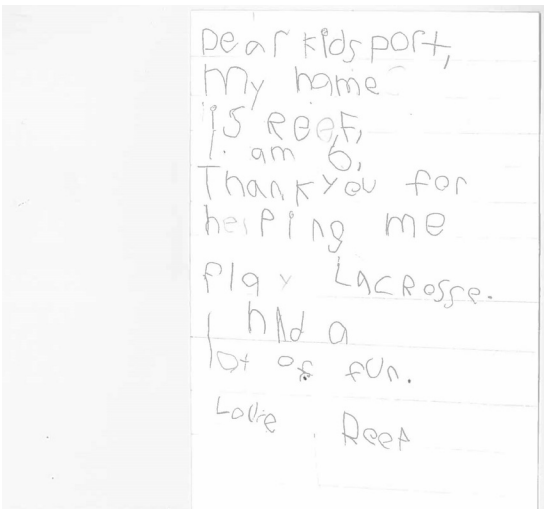 Dear kidsport,
My name
is REEF,
I. am 6,
Thank you for
helping me
play LACROSSE.
I had a
lot of fun.
Love Reef